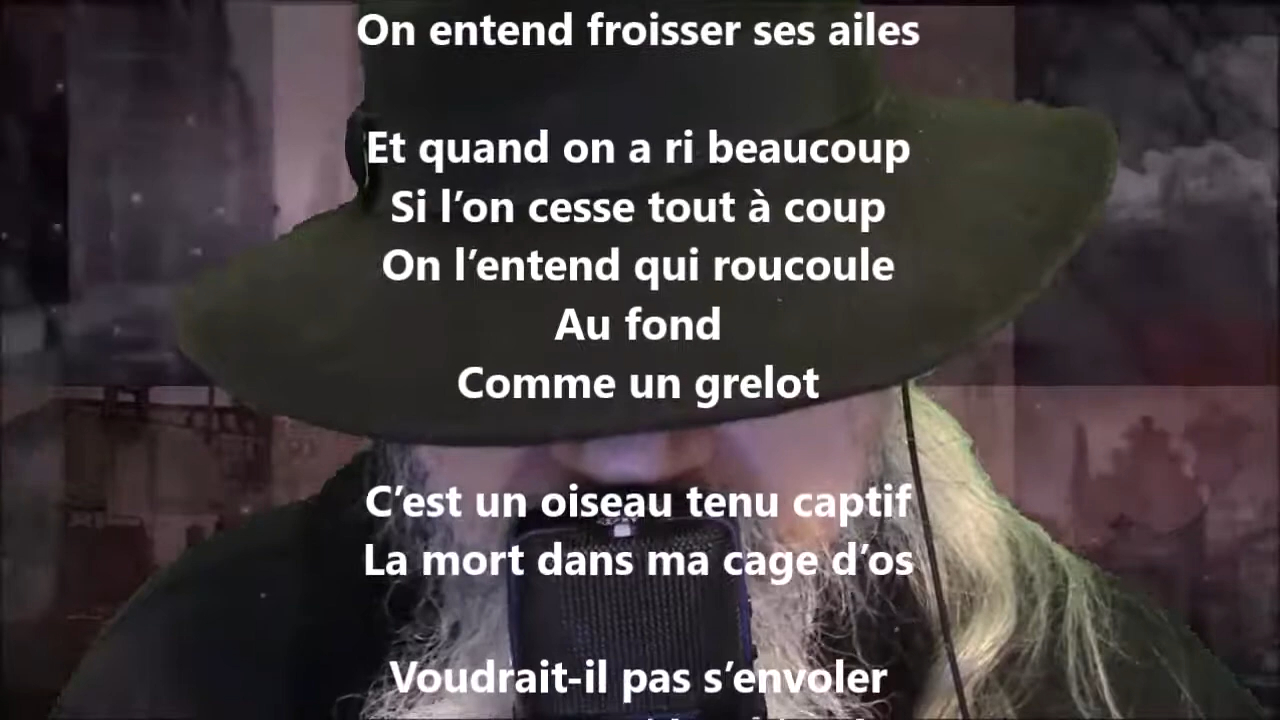 On entend froisser ses ailes
Et quand on a ri beaucoup
Si l’on cesse tout à coup
On l’entend qui roucoule
Au fond
Comme un grelot
C’est un oiseau tenu captif
La mort dans ma cage d’os
Voudrait-il pas s’envoler